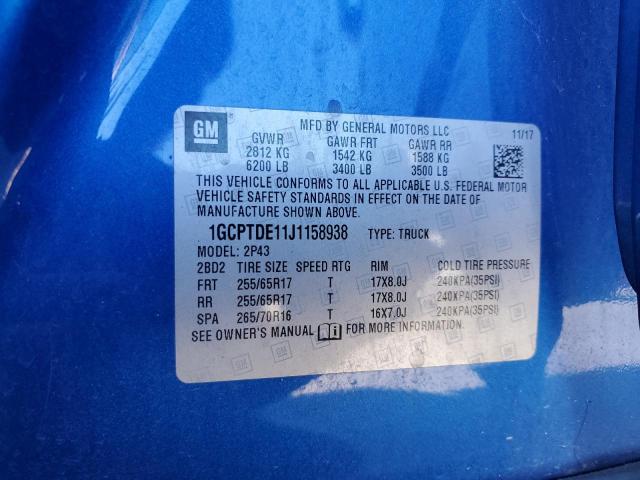 GM
MFD BY GENERAL MOTORS LLC
11/17
GVWR GAWR FRT GAWR RR
2812 KG 1542 KG 1588 KG
6200 LB 3400 LB 3500 LB
THIS VEHICLE CONFORMS TO ALL APPLICABLE U.S. FEDERAL MOTOR
VEHICLE SAFETY STANDARDS IN EFFECT ON THE DATE OF
MANUFACTURE SHOWN ABOVE.
1GCPTDE11J1158938 TYPE: TRUCK
MODEL: 2P43
2BD2 TIRE SIZE SPEED RTG RIM COLD TIRE PRESSURE
FRT 255/65R17 T 17X8.0J 240KPA(35PSI)
RR 255/65R17 T 17X8.0J 240KPA(35PSI)
SPA 265/70R16 T 16X7.0J 240KPA(35PSI)
SEE OWNER'S MANUAL FOR MORE INFORMATION.